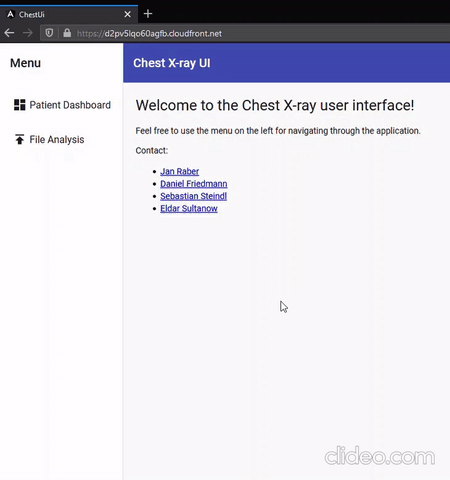 ChestUi
https://d2pv5lqo60agfb.cloudfront.net
Menu
Chest X-ray UI
Patient Dashboard
File Analysis
Welcome to the Chest X-ray user interface!
Feel free to use the menu on the left for navigating through the application.
Contact:
Jan Raber
Daniel Friedmann
Sebastian Steindl
Eldar Sultanow
clideo.com